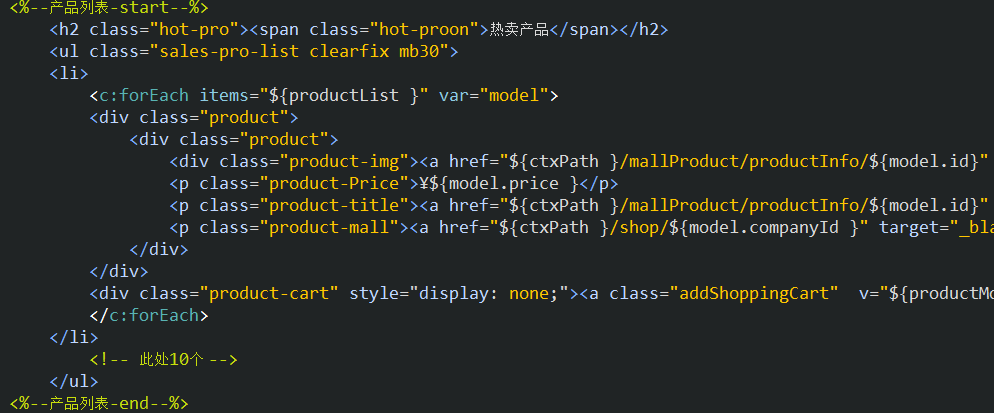 <%--产品列表-start--%>
<h2 class="hot-pro"><span class="hot-proon">热卖产品</span></h2>
<ul class="sales-pro-list clearfix mb30">
<li>
<c:forEach items="${productList }" var="model">
<div class="product">
<div class="product">
<div class="product-img"><a href="${ctxPath }/mallProduct/productInfo/${model.id}"
<p class="product-Price">¥${model.price }</p>
<p class="product-title"><a href="${ctxPath }/mallProduct/productInfo/${model.id}"
<p class="product-mall"><a href="${ctxPath }/shop/${model.companyId }" target="_bla
</div>
</div>
<div class="product-cart" style="display: none;"><a class="addShoppingCart"  v="${productMo
</c:forEach>
</li>
<!-- 此处10个 -->
</ul>
<%--产品列表-end--%>